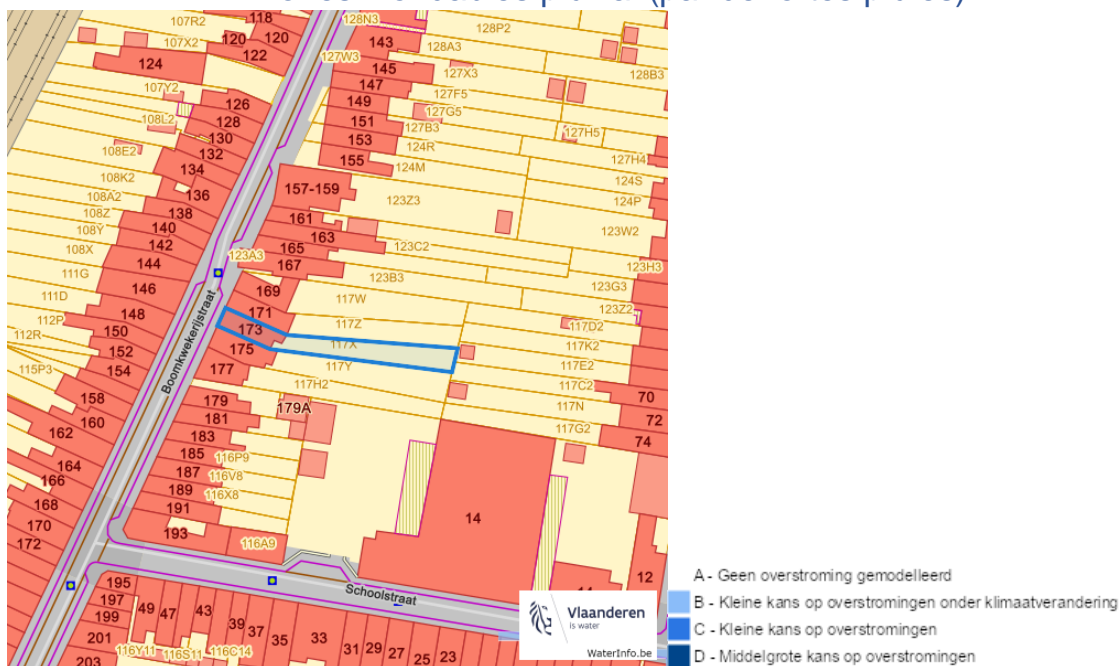 118
128N3
107R2
120
120
143
128P2
107X2
122
127W3
128A3
124
145
127X3
128B3
107Y2
147
127F5
126
149
127G5
108L2
128
151
127B3
127H5
130
153
124R
108E2
132
155
124M
127H4
134
108K2
157-159
124S
136
123Z3
124P
108A2
138
161
108Z
140
163
123W2
108Y
142
165
123C2
108X
123A3
167
123H3
144
123B3
123G3
111G
146
169
117W
111D
123Z2
148
171
117Z
117D2
112P
150
173
117X
117K2
112R
152
175
117Y
117E2
115P3
154
177
117H2
117C2
70
158
Boomkwekerijstraat
179
179A
117N
72
160
181
117G2
74
162
183
185
116P9
164
187
116V8
166
189
116X8
168
191
14
170
193
116A9
172
12
195
Schoolstraat
197
49
47
43
199
39
37
35
33
201
31
29
27
25
23
203
116Y11
116S11
116C14
Vlaanderen
is water
WaterInfo.be
A - Geen overstroming gemodelleerd
B - Kleine kans op overstromingen onder klimaatverandering
C - Kleine kans op overstromingen
D - Middelgrote kans op overstromingen